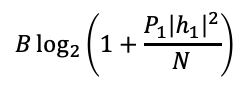 B log₂ (1 + P₁|h₁|² / N)